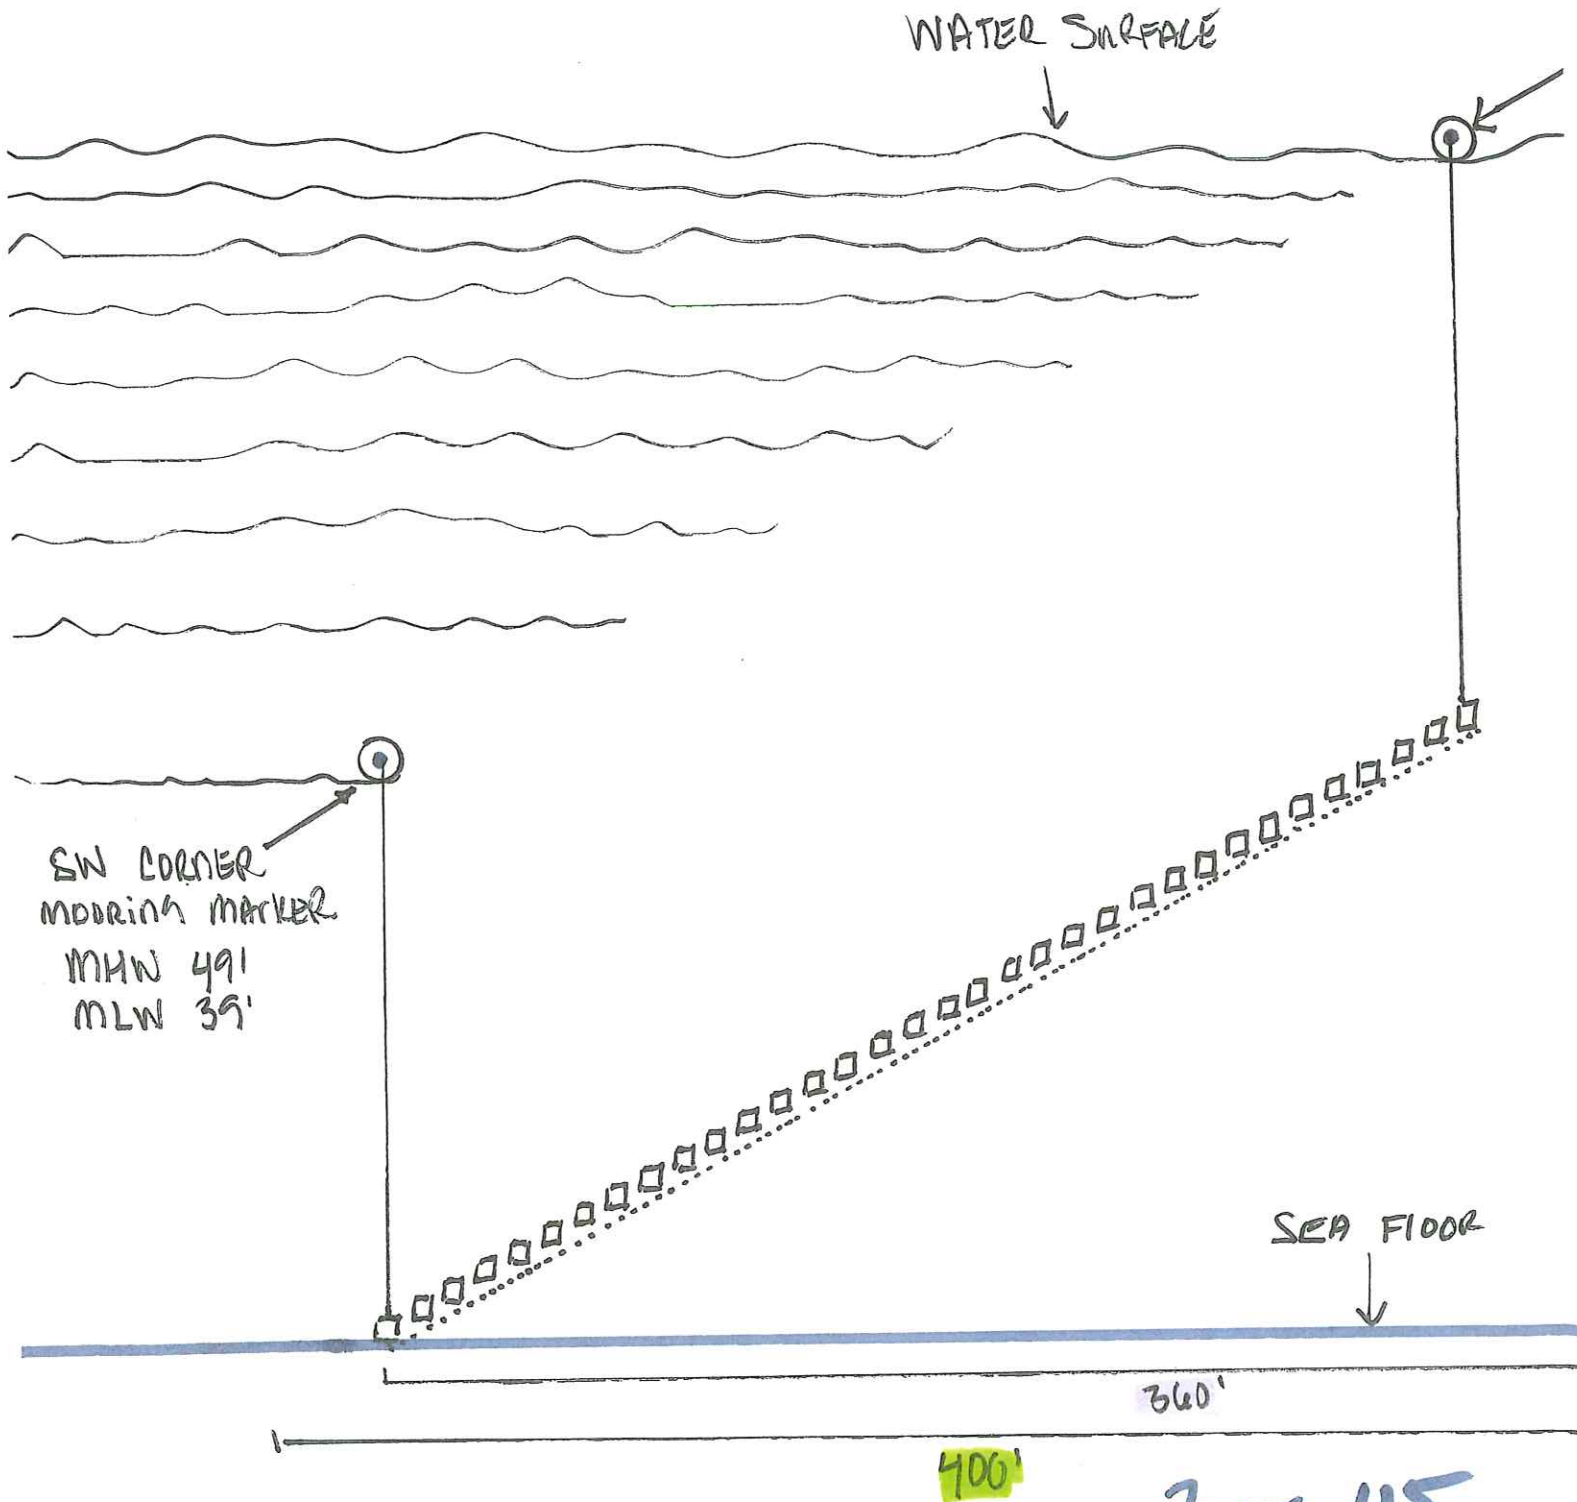 WATER SURFACE
SW CORNER
MOORING MARKER
MHW 49'
MLW 39'
SEA FLOOR
360'
400'